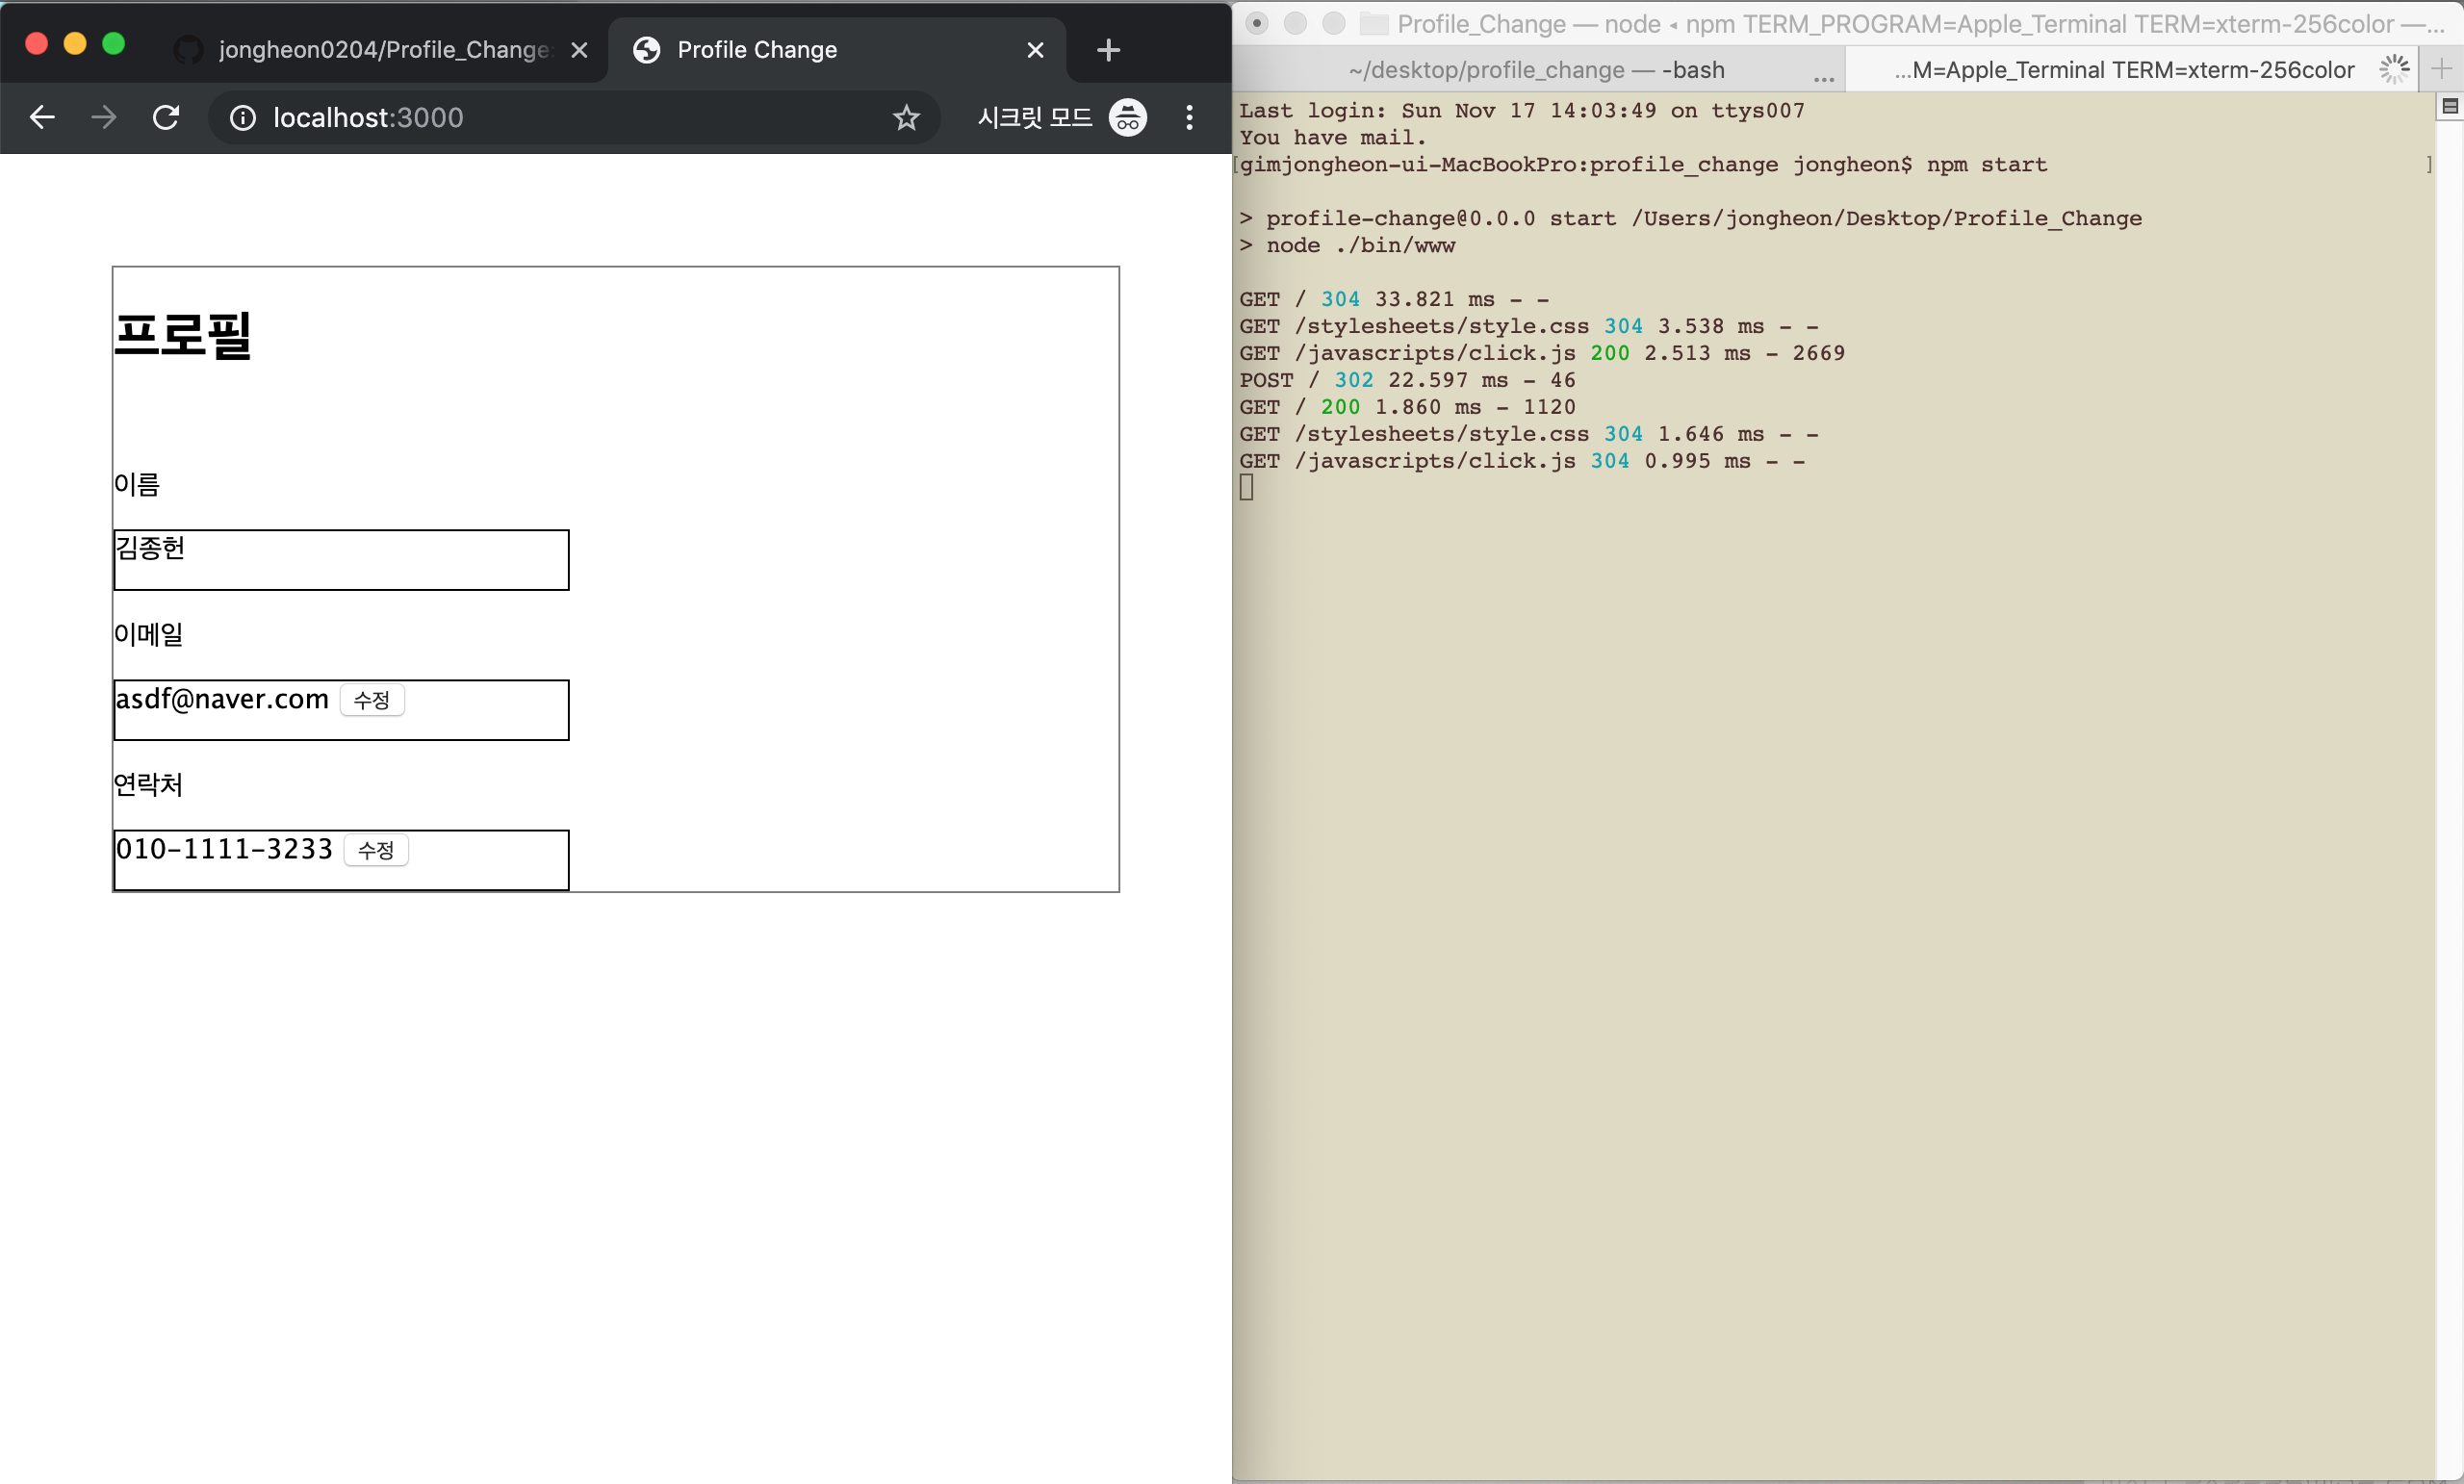 jongheon0204/Profile_Change:
Profile Change
localhost:3000
시크릿 모드
프로필
이름
김종헌
이메일
asdf@naver.com 수정
연락처
010-1111-3233 수정
Profile_Change — node ◂ npm TERM_PROGRAM=Apple_Terminal TERM=xterm-256color —...
~/desktop/profile_change — -bash ...
...M=Apple_Terminal TERM=xterm-256color
Last login: Sun Nov 17 14:03:49 on ttys007
You have mail.
[gimjongheon-ui-MacBookPro:profile_change jongheon$ npm start ]
> profile-change@0.0.0 start /Users/jongheon/Desktop/Profile_Change
> node ./bin/www
GET / 304 33.821 ms - -
GET /stylesheets/style.css 304 3.538 ms - -
GET /javascripts/click.js 200 2.513 ms - 2669
POST / 302 22.597 ms - 46
GET / 200 1.860 ms - 1120
GET /stylesheets/style.css 304 1.646 ms - -
GET /javascripts/click.js 304 0.995 ms - -